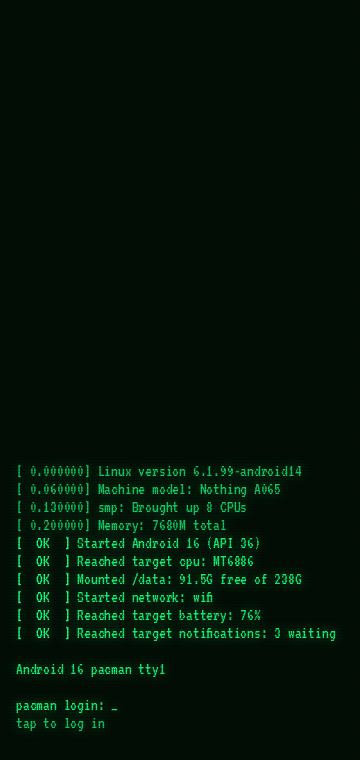 [ 0.000000] Linux version 6.1.99-android14
[ 0.060000] Machine model: Nothing A065
[ 0.130000] smp: Brought up 8 CPUs
[ 0.200000] Memory: 7680M total
[  OK  ] Started Android 16 (API 36)
[  OK  ] Reached target cpu: MT6886
[  OK  ] Mounted /data: 91.5G free of 238G
[  OK  ] Started network: wifi
[  OK  ] Reached target battery: 76%
[  OK  ] Reached target notifications: 3 waiting
Android 16 pacman tty1
pacman login: _
tap to log in